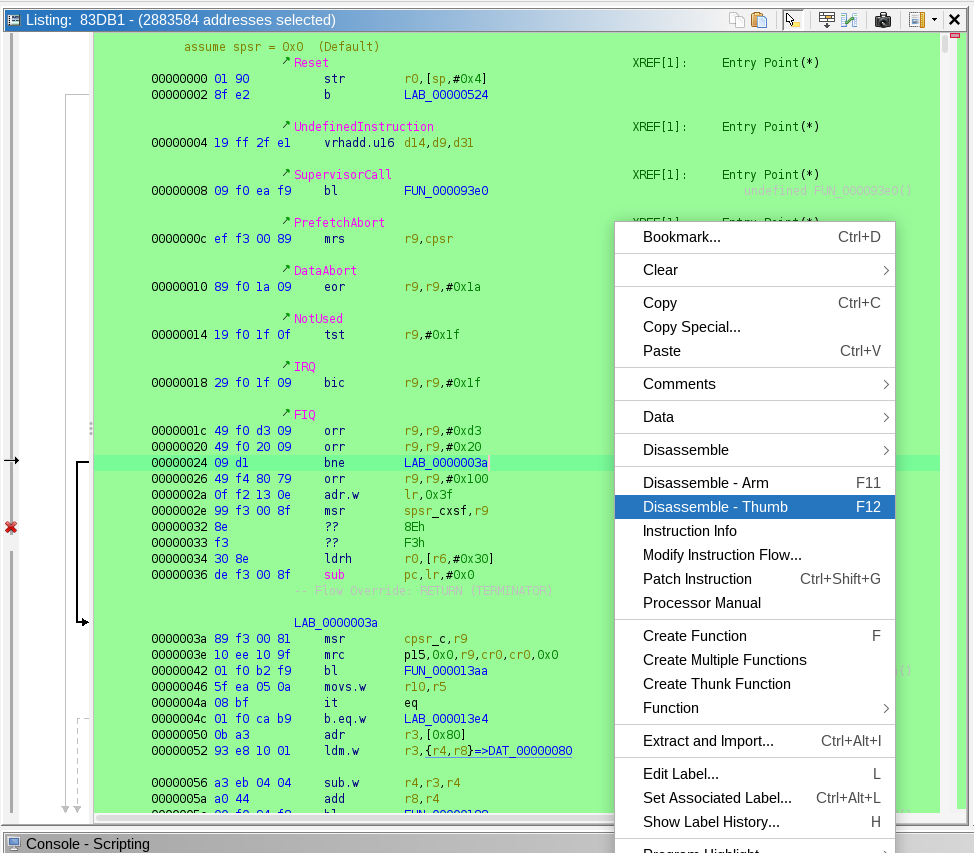 Listing: 83DB1 - (2883584 addresses selected)
assume spsr = 0x0 (Default)
Reset XREF[1]: Entry Point(*)
00000000 01 90 str r0,[sp,#0x4]
00000002 8f e2 b LAB_00000524
UndefinedInstruction XREF[1]: Entry Point(*)
00000004 19 ff 2f e1 vrhadd.u16 d14,d9,d31
SupervisorCall XREF[1]: Entry Point(*)
00000008 09 f0 ea f9 bl FUN_000093e0 undefined FUN_000093e0()
PrefetchAbort XREF[1]: Entry Point(*)
0000000c ef f3 00 89 mrs r9,cpsr
DataAbort
00000010 89 f0 1a 09 eor r9,r9,#0x1a
NotUsed
00000014 19 f0 1f 0f tst r9,#0x1f
IRQ
00000018 29 f0 1f 09 bic r9,r9,#0x1f
FIQ
0000001c 49 f0 d3 09 orr r9,r9,#0xd3
00000020 49 f0 20 09 orr r9,r9,#0x20
00000024 09 d1 bne LAB_0000003a
00000026 49 f4 80 79 orr r9,r9,#0x100
0000002a 0f f2 13 0e adr.w lr,0x3f
0000002e 99 f3 00 8f msr spsr_cxsf,r9
00000032 8e ?? 8Eh
00000033 f3 ?? F3h
00000034 30 8e ldrh r0,[r6,#0x30]
00000036 de f3 00 8f sub pc,lr,#0x0
-- Flow Override: RETURN (TERMINATOR)
LAB_0000003a
0000003a 89 f3 00 81 msr cpsr_c,r9
0000003e 10 ee 10 9f mrc p15,0x0,r9,cr0,cr0,0x0
00000042 01 f0 b2 f9 bl FUN_000013aa
00000046 5f ea 05 0a movs.w r10,r5
0000004a 08 bf it eq
0000004c 01 f0 ca b9 b.eq.w LAB_000013e4
00000050 0b a3 adr r3,[0x80]
00000052 93 e8 10 01 ldm.w r3,{r4,r8}=>DAT_00000080
00000056 a3 eb 04 04 sub.w r4,r3,r4
0000005a a0 44 add r8,r4
Bookmark... Ctrl+D
Clear
Copy Ctrl+C
Copy Special...
Paste Ctrl+V
Comments
Data
Disassemble
Disassemble - Arm F11
Disassemble - Thumb F12
Instruction Info
Modify Instruction Flow...
Patch Instruction Ctrl+Shift+G
Processor Manual
Create Function F
Create Multiple Functions
Create Thunk Function
Function
Extract and Import... Ctrl+Alt+I
Edit Label... L
Set Associated Label... Ctrl+Alt+L
Show Label History... H
Program Highlight
Console - Scripting